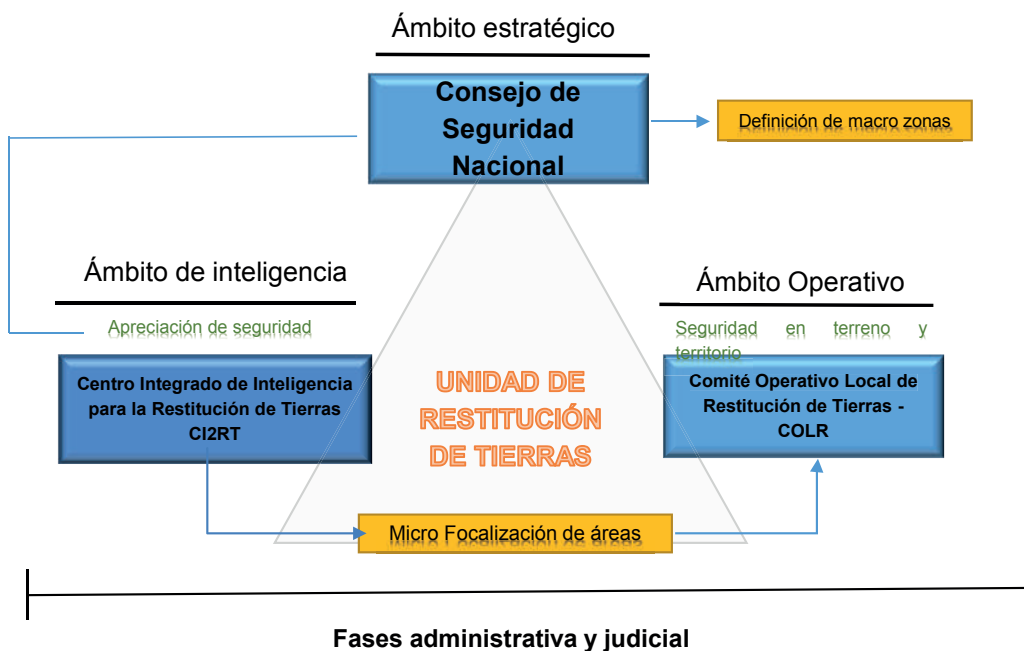 Ámbito estratégico
Consejo de
Seguridad
Nacional
Definición de macro zonas
Ámbito de inteligencia
Apreciación de seguridad
Centro Integrado de Inteligencia
para la Restitución de Tierras
CI2RT
Ámbito Operativo
Seguridad en terreno y
territorio
Comité Operativo Local de
Restitución de Tierras -
COLR
UNIDAD DE
RESTITUCIÓN
DE TIERRAS
Micro Focalización de áreas
Fases administrativa y judicial